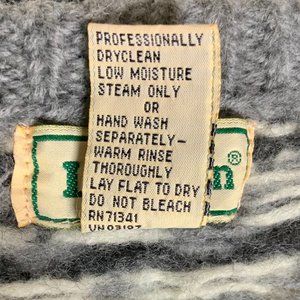 PROFESSIONALLY
DRYCLEAN
LOW MOISTURE
STEAM ONLY
OR
HAND WASH
SEPARATELY-
WARM RINSE
THOROUGHLY
LAY FLAT TO DRY
DO NOT BLEACH
RN71341
®